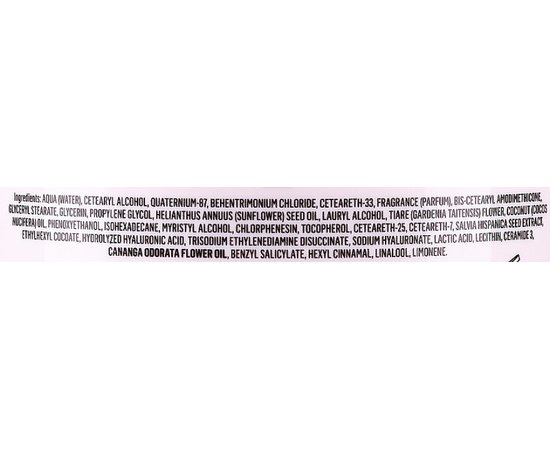 Ingredients: AQUA (WATER), CETEARYL ALCOHOL, QUATERNIUM-87, BEHENTRIMONIUM CHLORIDE, CETEARETH-33, FRAGRANCE (PARFUM), BIS-CETEARYL AMODIMETHICONE,
GLYCERYL STEARATE, GLYCERIN, PROPYLENE GLYCOL, HELIANTHUS ANNUUS (SUNFLOWER) SEED OIL, LAURYL ALCOHOL, TIARE (GARDENIA TAITENSIS) FLOWER, COCONUT (COCOS
NUCIFERA) OIL, PHENOXYETHANOL, ISOHEXADECANE, MYRISTYL ALCOHOL, CHLORPHENESIN, TOCOPHEROL, CETEARETH-25, CETEARETH-7, SALVIA HISPANICA SEED EXTRACT,
ETHYLHEXYL COCOATE, HYDROLYZED HYALURONIC ACID, TRISODIUM ETHYLENEDIAMINE DISUCCINATE, SODIUM HYALURONATE, LACTIC ACID, LECITHIN, CERAMIDE 3,
CANANGA ODORATA FLOWER OIL, BENZYL SALICYLATE, HEXYL CINNAMAL, LINALOOL, LIMONENE.